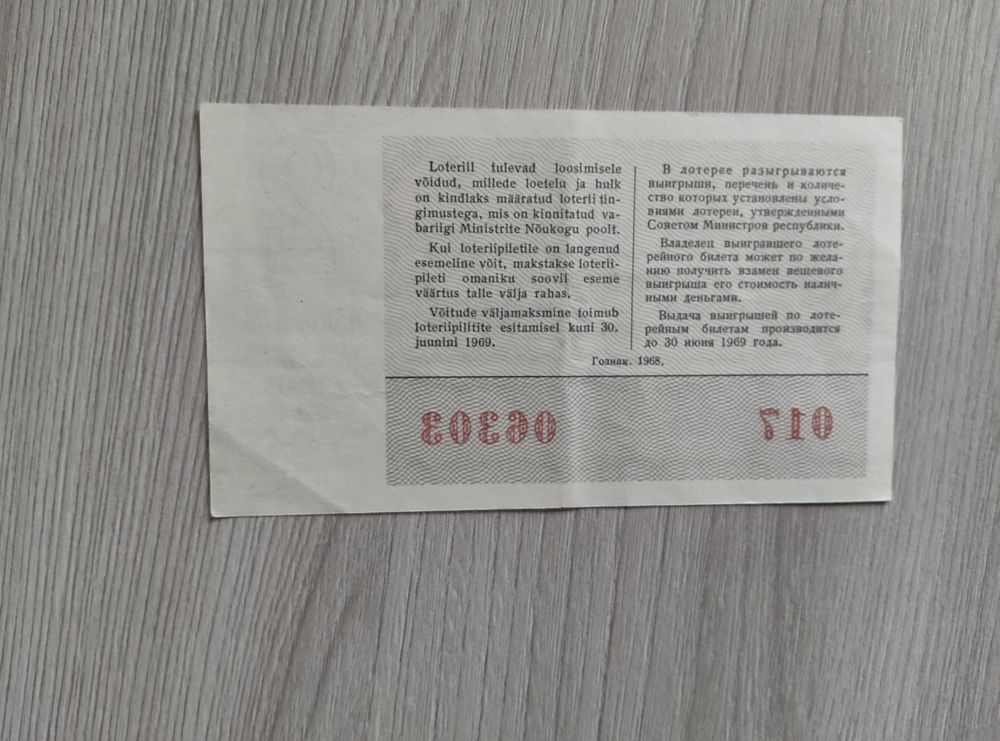 Loteriil tulevad loosimisele
võidud, millede loetelu ja hulk
on kindlaks määratud loterii tin-
gimustega, mis on kinnitatud va-
bariigi Ministrite Nõukogu poolt.
Kui loteriipiletile on langenud
esemeline võit, makstakse loterii-
pileti omaniku soovil eseme
väärtus talle välja rahas.
Võitude väljamaksmine toimub
loteriipilitite esitamisel kuni 30.
juunini 1969.
В лотерее разыгрываются
выигрыши, перечень и количе-
ство которых установлены усло-
виями лотереи, утвержденными
Советом Министров республики.
Владелец выигравшего лоте-
рейного билета может по жела-
нию получить взамен вещевого
выигрыша его стоимость налич-
ными деньгами.
Выдача выигрышей по лоте-
рейным билетам производится
до 30 июня 1969 года.
Гознак. 1968.
06303
017